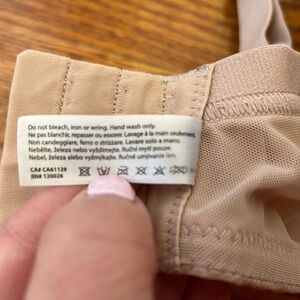 Do not bleach, iron or wring. Hand wash only.
Ne pas blanchir, repasser ou essorer. Lavage à la main seulement.
Non candeggiare, ferro o strizzare. Lavare solo a mano.
Nebělte, železa nebo vyždímejte. Ruční mytí pouze.
Nebel, železa alebo vyžmýkajte. Ručné umývanie len.
CA# CA61129
RN# 120026